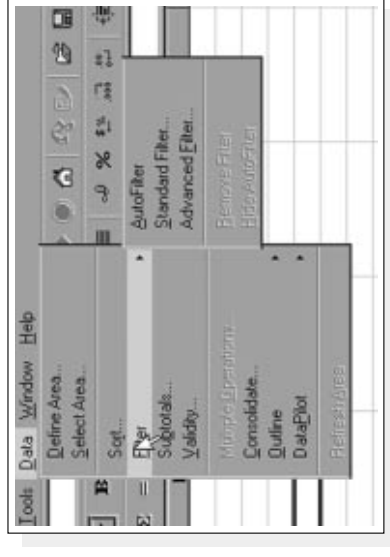 Tools Data Window Help
Define Area...
Select Area...
Sort...
Filter
Subtotals...
Validity...
Multiple Operations...
Consolidate...
Outline
DataPilot
Refresh Area
AutoFilter
Standard Filter...
Advanced Filter...
Remove Filter
Hide AutoFilter
B
Σ =
% $%